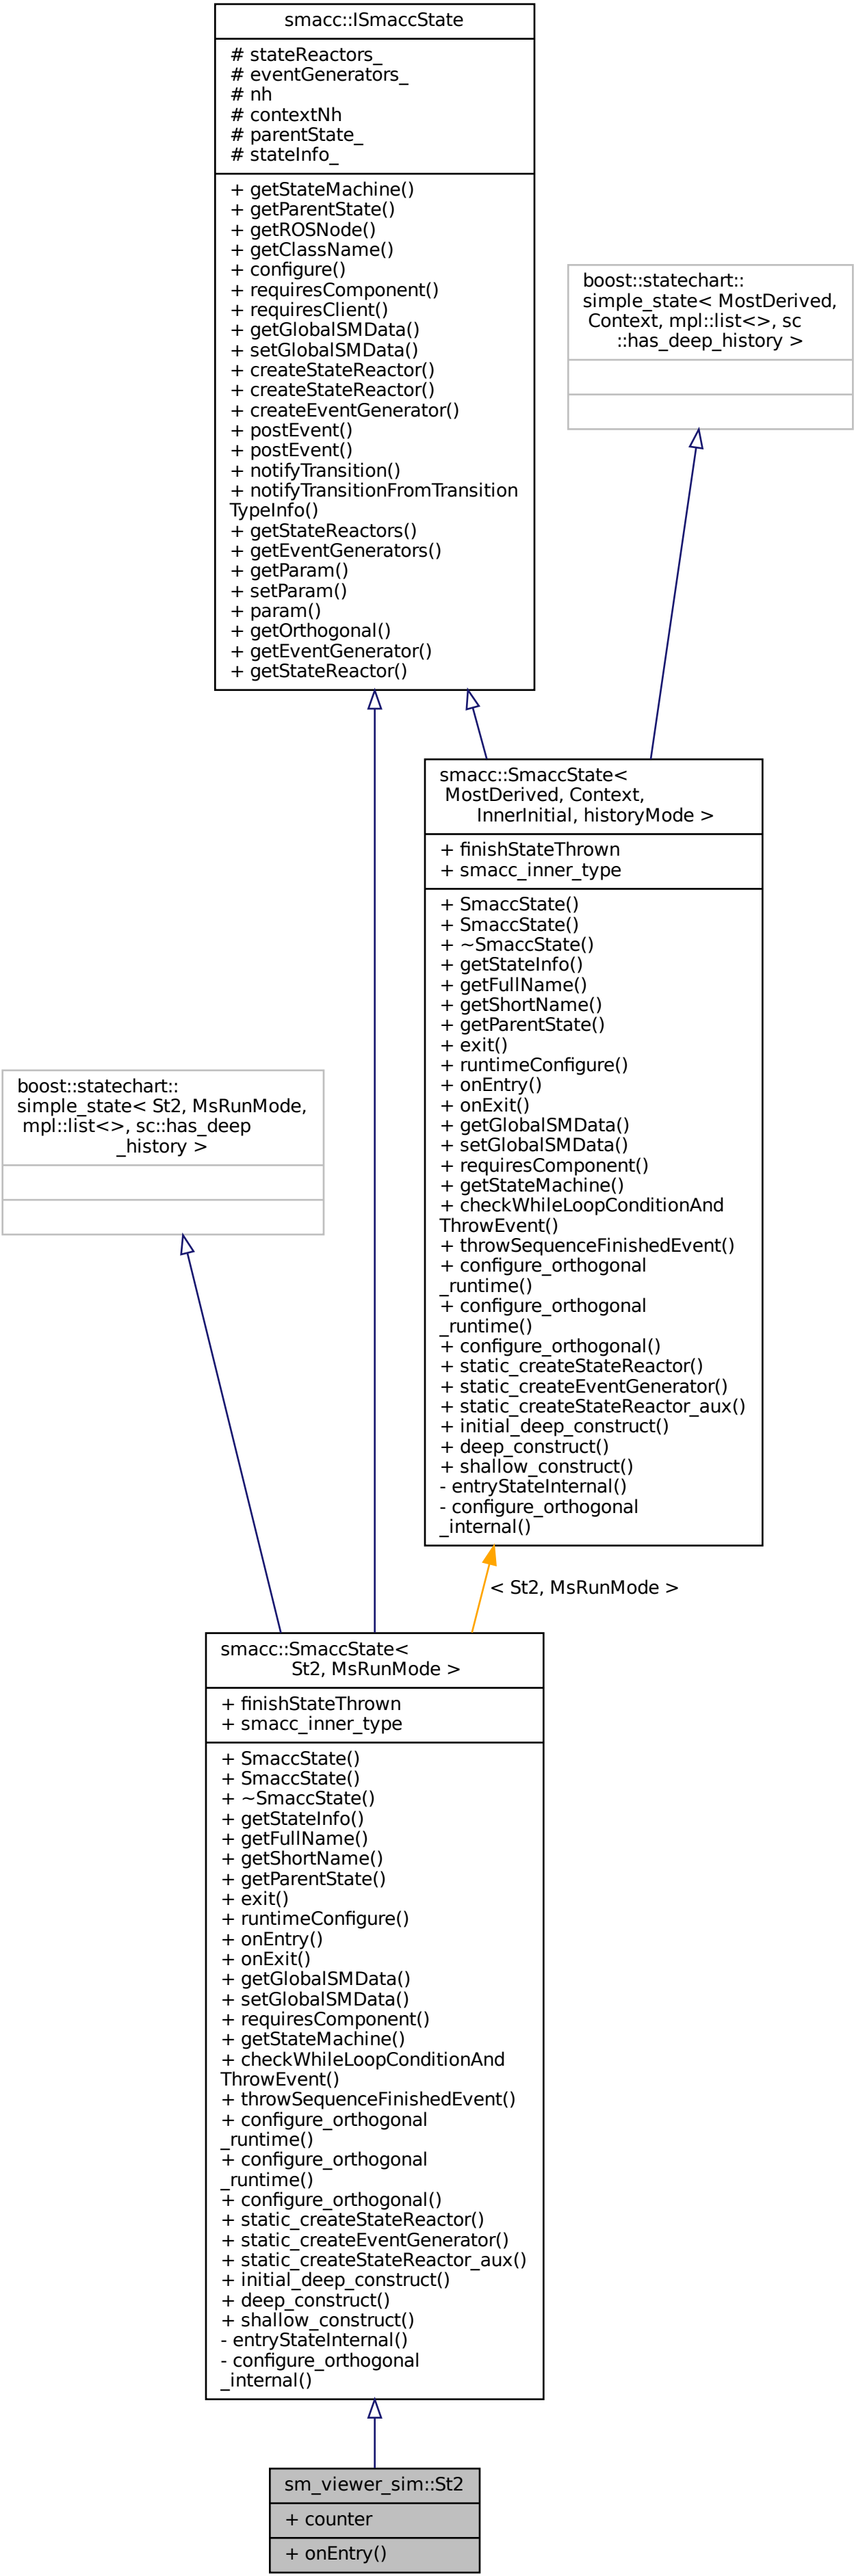 smacc::ISmaccState
# stateReactors_
# eventGenerators_
# nh
# contextNh
# parentState_
# stateInfo_
+ getStateMachine()
+ getParentState()
+ getROSNode()
+ getClassName()
+ configure()
+ requiresComponent()
+ requiresClient()
+ getGlobalSMData()
+ setGlobalSMData()
+ createStateReactor()
+ createStateReactor()
+ createEventGenerator()
+ postEvent()
+ postEvent()
+ notifyTransition()
+ notifyTransitionFromTransition
TypeInfo()
+ getStateReactors()
+ getEventGenerators()
+ getParam()
+ setParam()
+ param()
+ getOrthogonal()
+ getEventGenerator()
+ getStateReactor()
boost::statechart::
simple_state< MostDerived,
Context, mpl::list<>, sc
::has_deep_history >
smacc::SmaccState<
MostDerived, Context,
InnerInitial, historyMode >
+ finishStateThrown
+ smacc_inner_type
+ SmaccState()
+ SmaccState()
+ ~SmaccState()
+ getStateInfo()
+ getFullName()
+ getShortName()
+ getParentState()
+ exit()
+ runtimeConfigure()
+ onEntry()
+ onExit()
+ getGlobalSMData()
+ setGlobalSMData()
+ requiresComponent()
+ getStateMachine()
+ checkWhileLoopConditionAnd
ThrowEvent()
+ throwSequenceFinishedEvent()
+ configure_orthogonal
_runtime()
+ configure_orthogonal
_runtime()
+ configure_orthogonal()
+ static_createStateReactor()
+ static_createEventGenerator()
+ static_createStateReactor_aux()
+ initial_deep_construct()
+ deep_construct()
+ shallow_construct()
- entryStateInternal()
- configure_orthogonal
_internal()
boost::statechart::
simple_state< St2, MsRunMode,
mpl::list<>, sc::has_deep
_history >
< St2, MsRunMode >
smacc::SmaccState<
St2, MsRunMode >
+ finishStateThrown
+ smacc_inner_type
+ SmaccState()
+ SmaccState()
+ ~SmaccState()
+ getStateInfo()
+ getFullName()
+ getShortName()
+ getParentState()
+ exit()
+ runtimeConfigure()
+ onEntry()
+ onExit()
+ getGlobalSMData()
+ setGlobalSMData()
+ requiresComponent()
+ getStateMachine()
+ checkWhileLoopConditionAnd
ThrowEvent()
+ throwSequenceFinishedEvent()
+ configure_orthogonal
_runtime()
+ configure_orthogonal
_runtime()
+ configure_orthogonal()
+ static_createStateReactor()
+ static_createEventGenerator()
+ static_createStateReactor_aux()
+ initial_deep_construct()
+ deep_construct()
+ shallow_construct()
- entryStateInternal()
- configure_orthogonal
_internal()
sm_viewer_sim::St2
+ counter
+ onEntry()